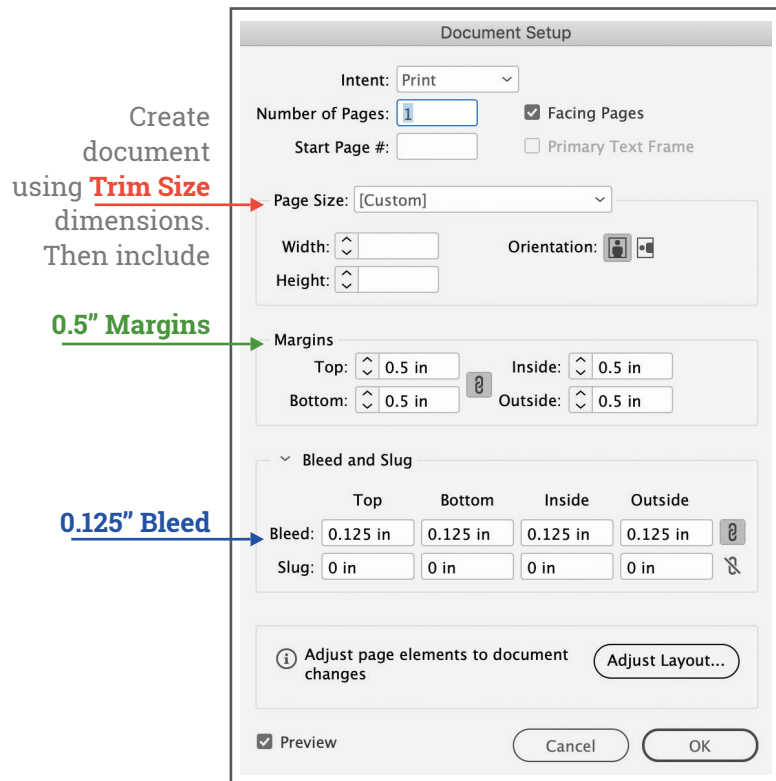 Document Setup
Intent: Print
Number of Pages: 1
Facing Pages
Start Page #:
Primary Text Frame
Create
document
using Trim Size
dimensions.
Then include
Page Size: [Custom]
Width:
Orientation:
Height:
0.5” Margins
Margins
Top: 0.5 in
Inside: 0.5 in
Bottom: 0.5 in
Outside: 0.5 in
Bleed and Slug
Top Bottom Inside Outside
0.125” Bleed
Bleed: 0.125 in 0.125 in 0.125 in 0.125 in
Slug: 0 in 0 in 0 in 0 in
Adjust page elements to document
changes
Adjust Layout...
Preview
Cancel
OK